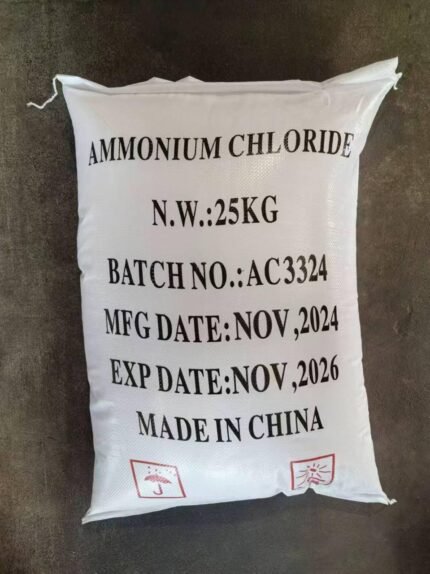 AMMONIUM CHLORIDE
N.W.:25KG
BATCH NO.:AC3324
MFG DATE:NOV,2024
EXP DATE:NOV,2026
MADE IN CHINA